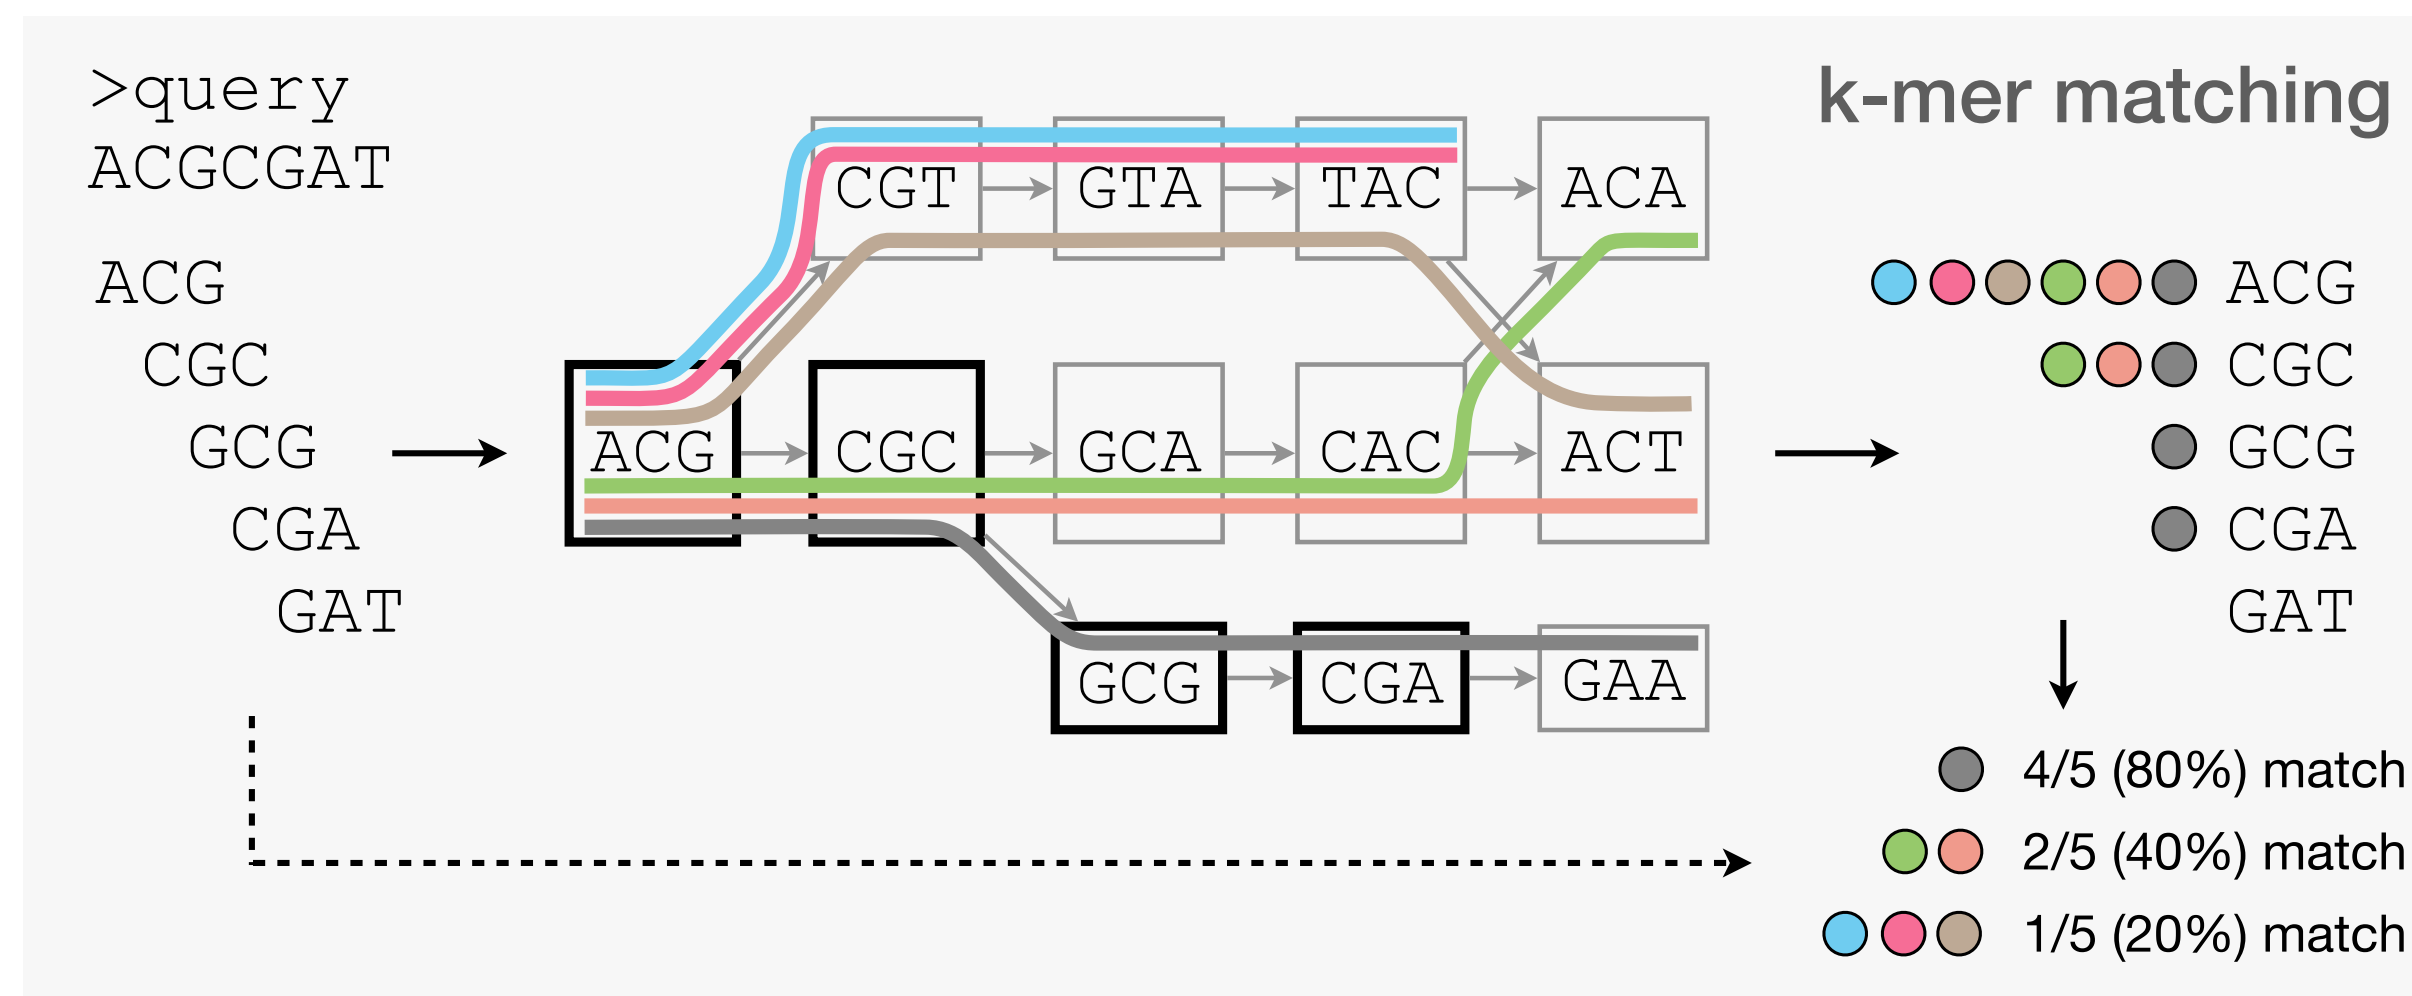 >query
ACGCGAT
ACG
CGC
GCG
CGA
GAT
CGT GTA TAC ACA
ACG CGC GCA CAC ACT
GCG CGA GAA
k-mer matching
ACG
CGC
GCG
CGA
GAT
4/5 (80%) match
2/5 (40%) match
1/5 (20%) match